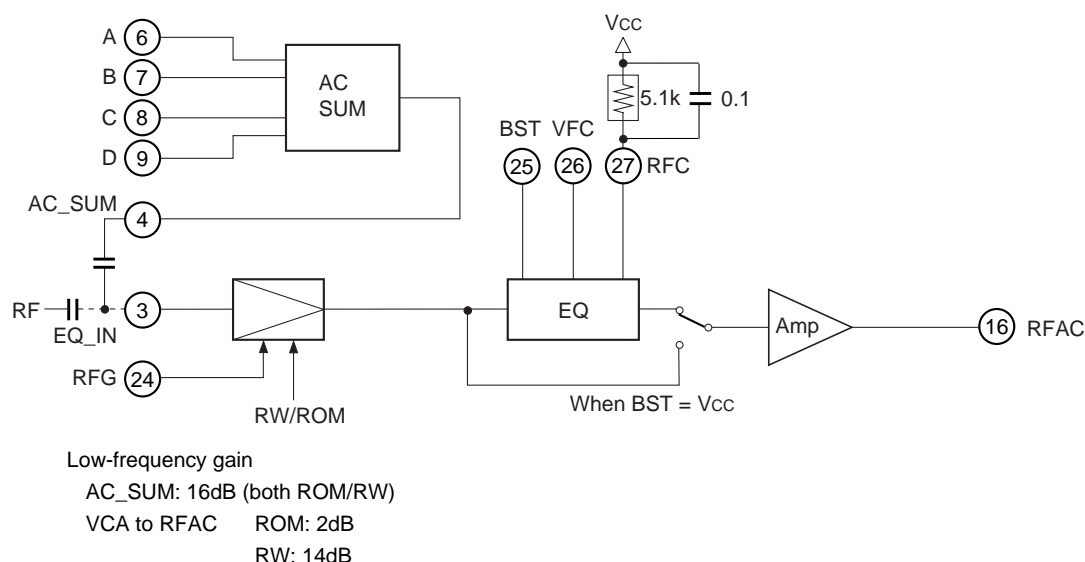 A 6
B 7
C 8
D 9
AC
SUM
VCC
5.1k 0.1
BST VFC
25 26 27 RFC
AC_SUM 4
RF 3
EQ_IN
EQ
Amp
16 RFAC
RFG 24
RW/ROM
When BST = VCC
Low-frequency gain
AC_SUM: 16dB (both ROM/RW)
VCA to RFAC ROM: 2dB
RW: 14dB